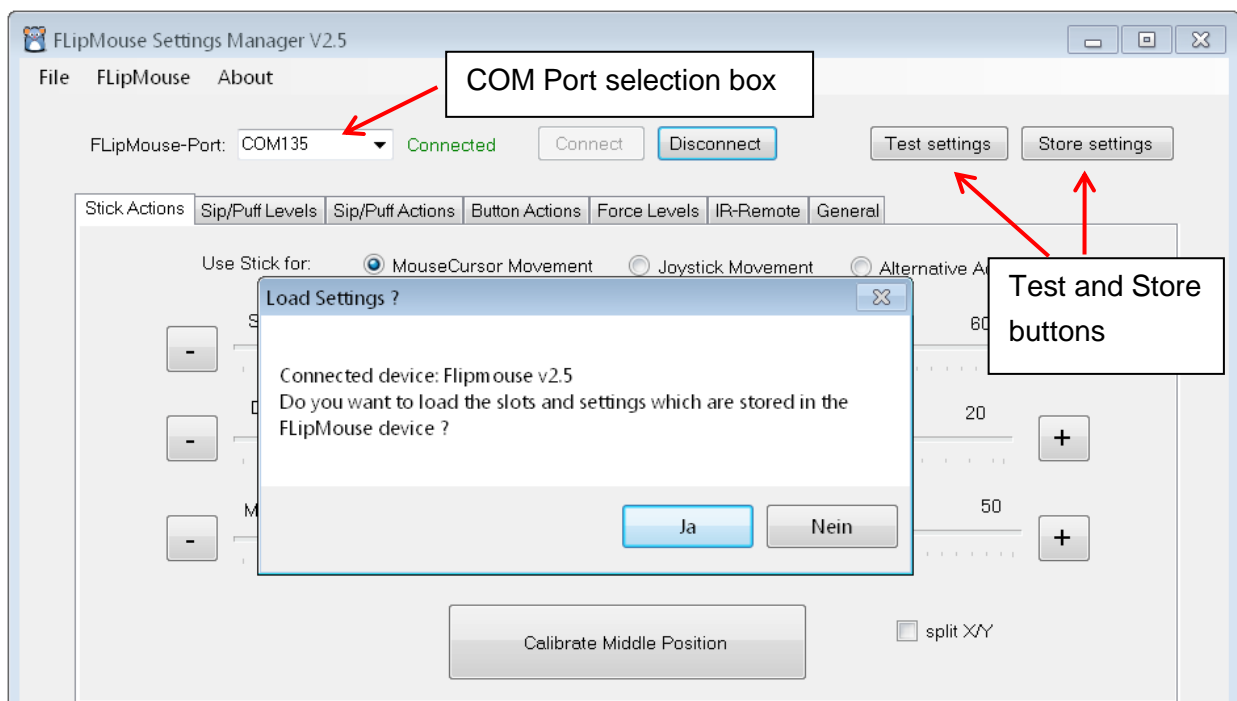 FLipMouse Settings Manager V2.5
File FLipMouse About
COM Port selection box
FLipMouse-Port: COM135 Connected Connect Disconnect Test settings Store settings
Stick Actions Sip/Puff Levels Sip/Puff Actions Button Actions Force Levels IR-Remote General
Use Stick for: MouseCursor Movement Joystick Movement Alternative A
Test and Store
buttons
Load Settings ?
S 60
-
Connected device: Flipmouse v2.5
Do you want to load the slots and settings which are stored in the
FLipMouse device ?
D 20
- +
M 50
Ja Nein
- +
Calibrate Middle Position
split X/Y